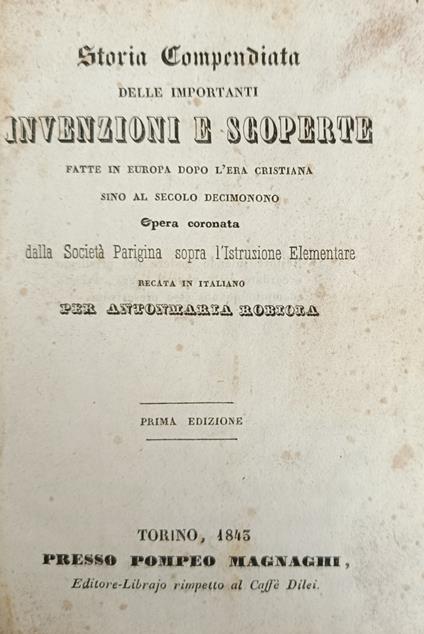 Storia Compendiata
DELLE IMPORTANTI
INVENZIONI E SCOPERTE
FATTE IN EUROPA DOPO L'ERA CRISTIANA
SINO AL SECOLO DECIMONONO
Opera coronata
dalla Società Parigina sopra l'Istruzione Elementare
RECATA IN ITALIANO
PER ANTONMARIA ROBIOLA
PRIMA EDIZIONE
TORINO, 1843
PRESSO POMPEO MAGNAGHI,
Editore-Librajo rimpetto al Caffè Dilei.